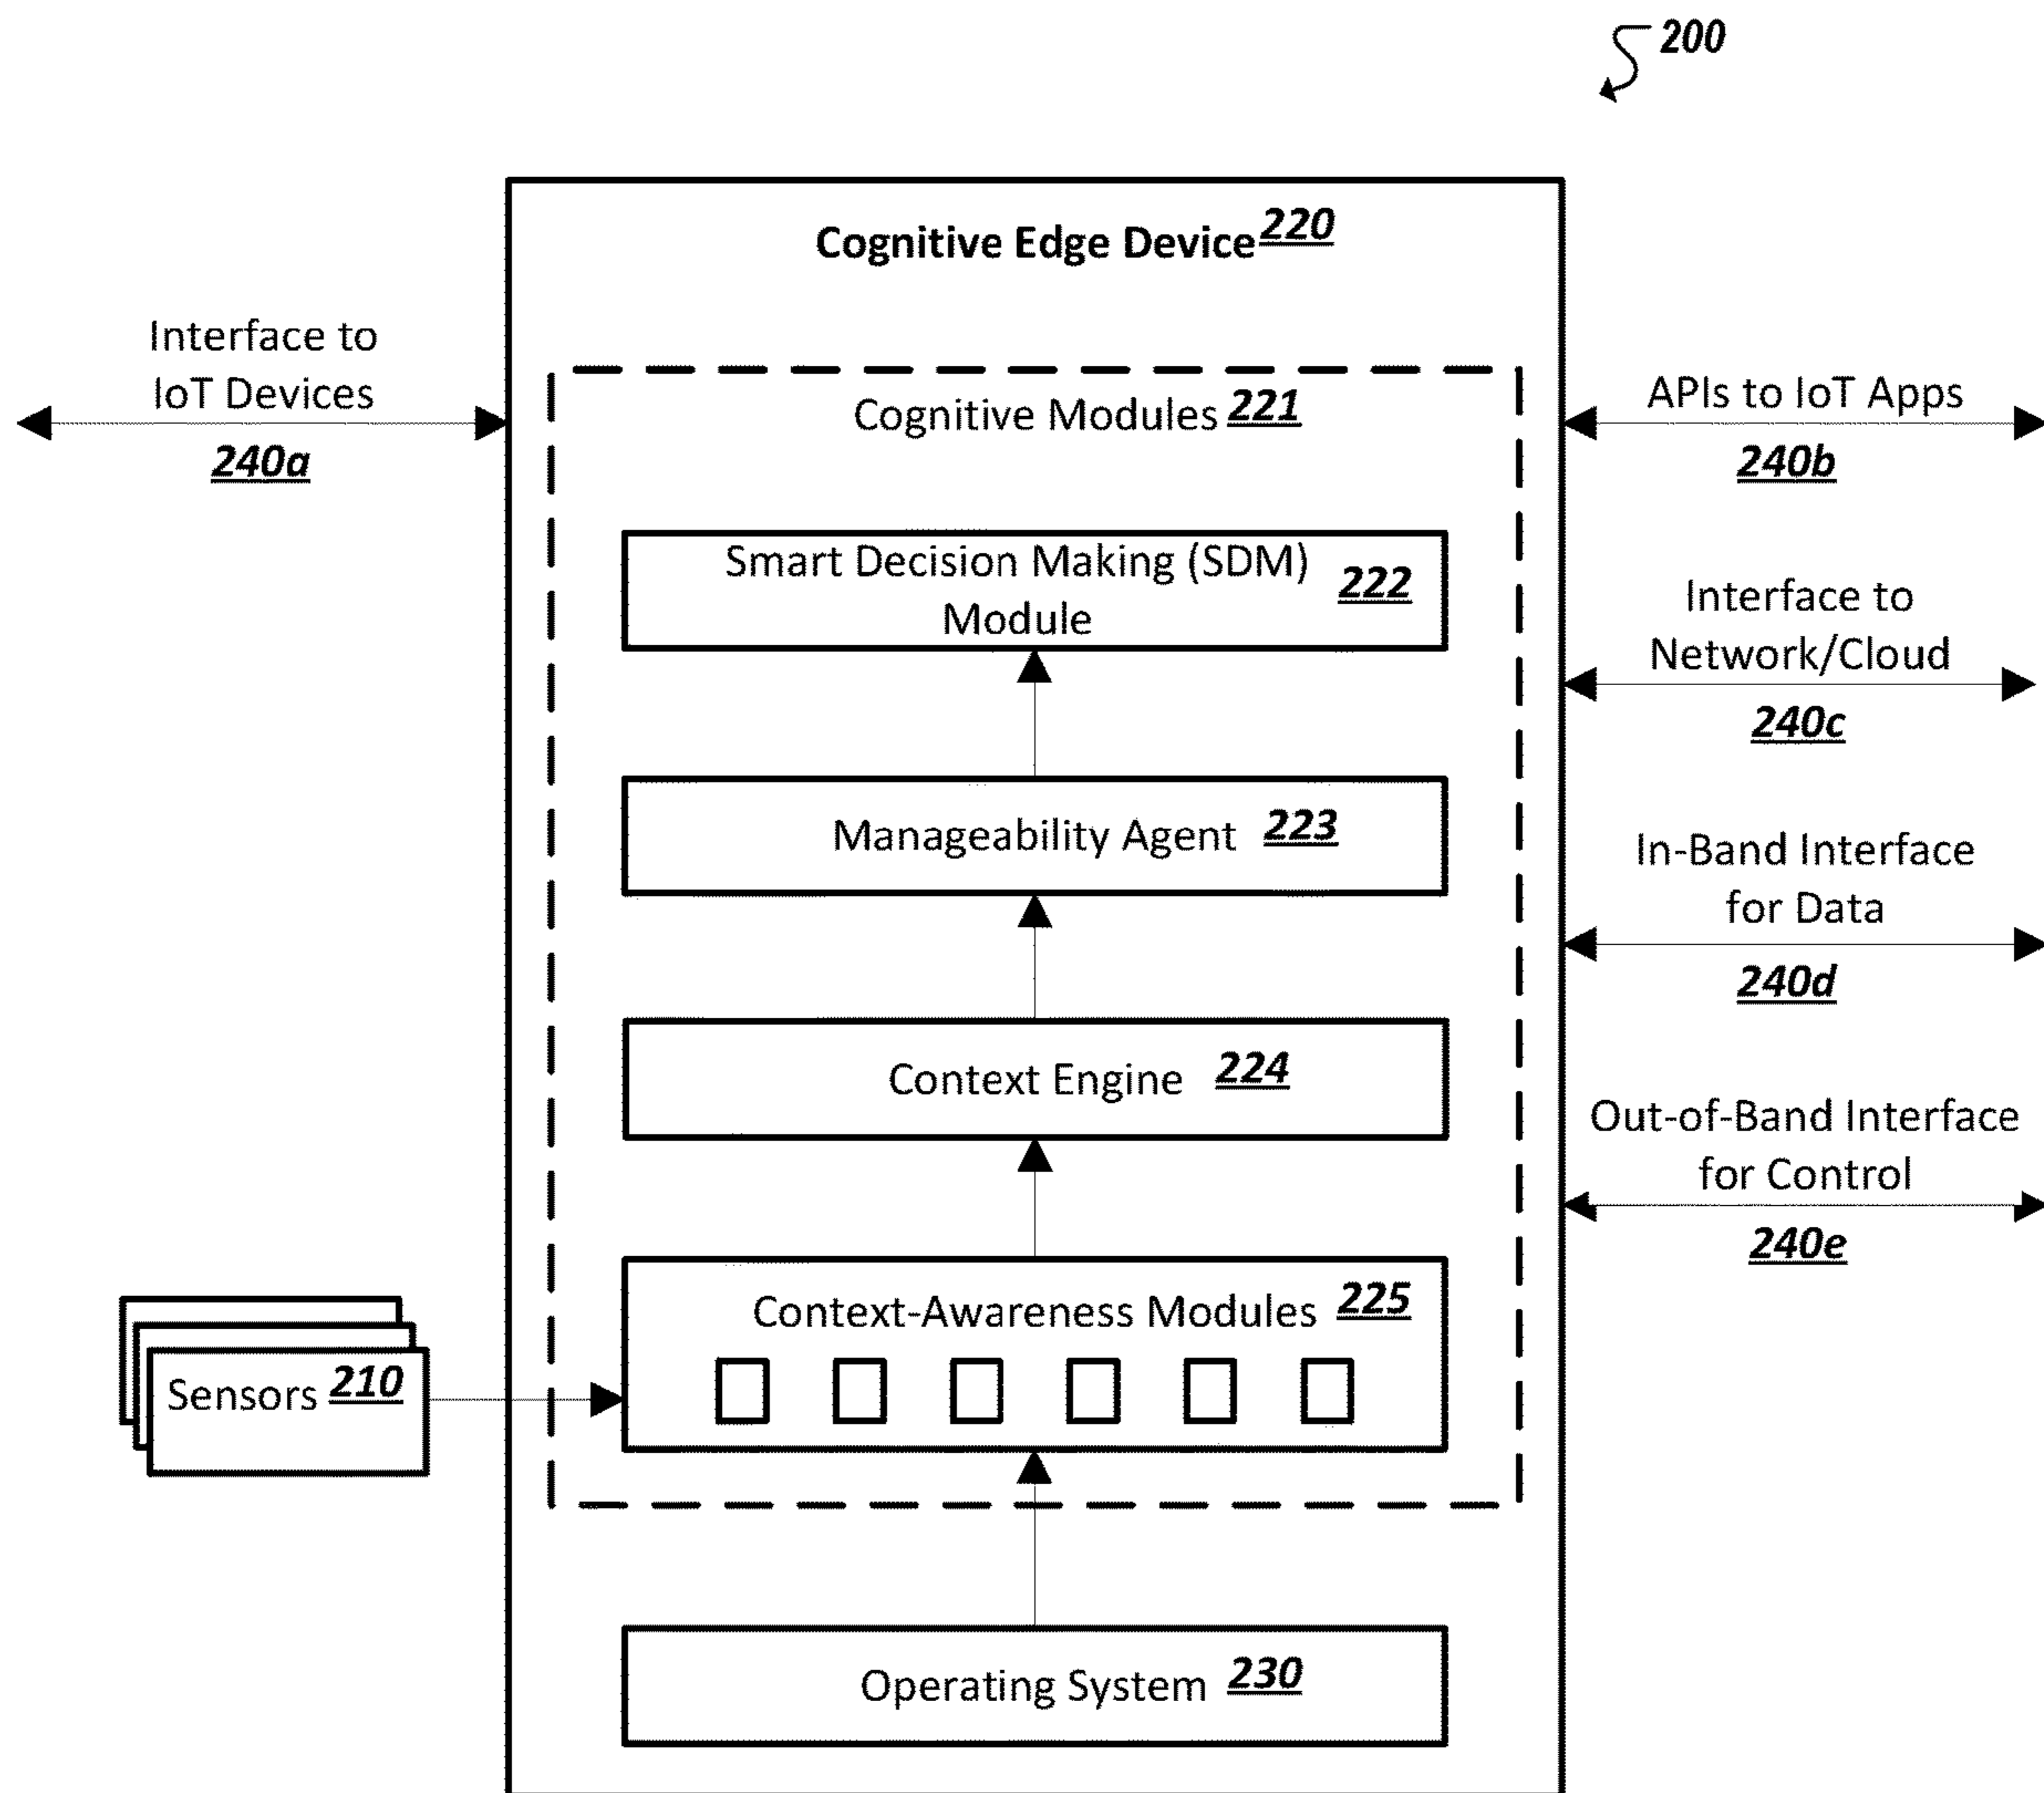 200
Cognitive Edge Device 220
Interface to
IoT Devices
240a
Cognitive Modules 221
APIs to IoT Apps
240b
Smart Decision Making (SDM)
Module
222
Interface to
Network/Cloud
240c
Manageability Agent 223
In-Band Interface
for Data
240d
Context Engine 224
Out-of-Band Interface
for Control
240e
Context-Awareness Modules 225
Sensors 210
Operating System 230